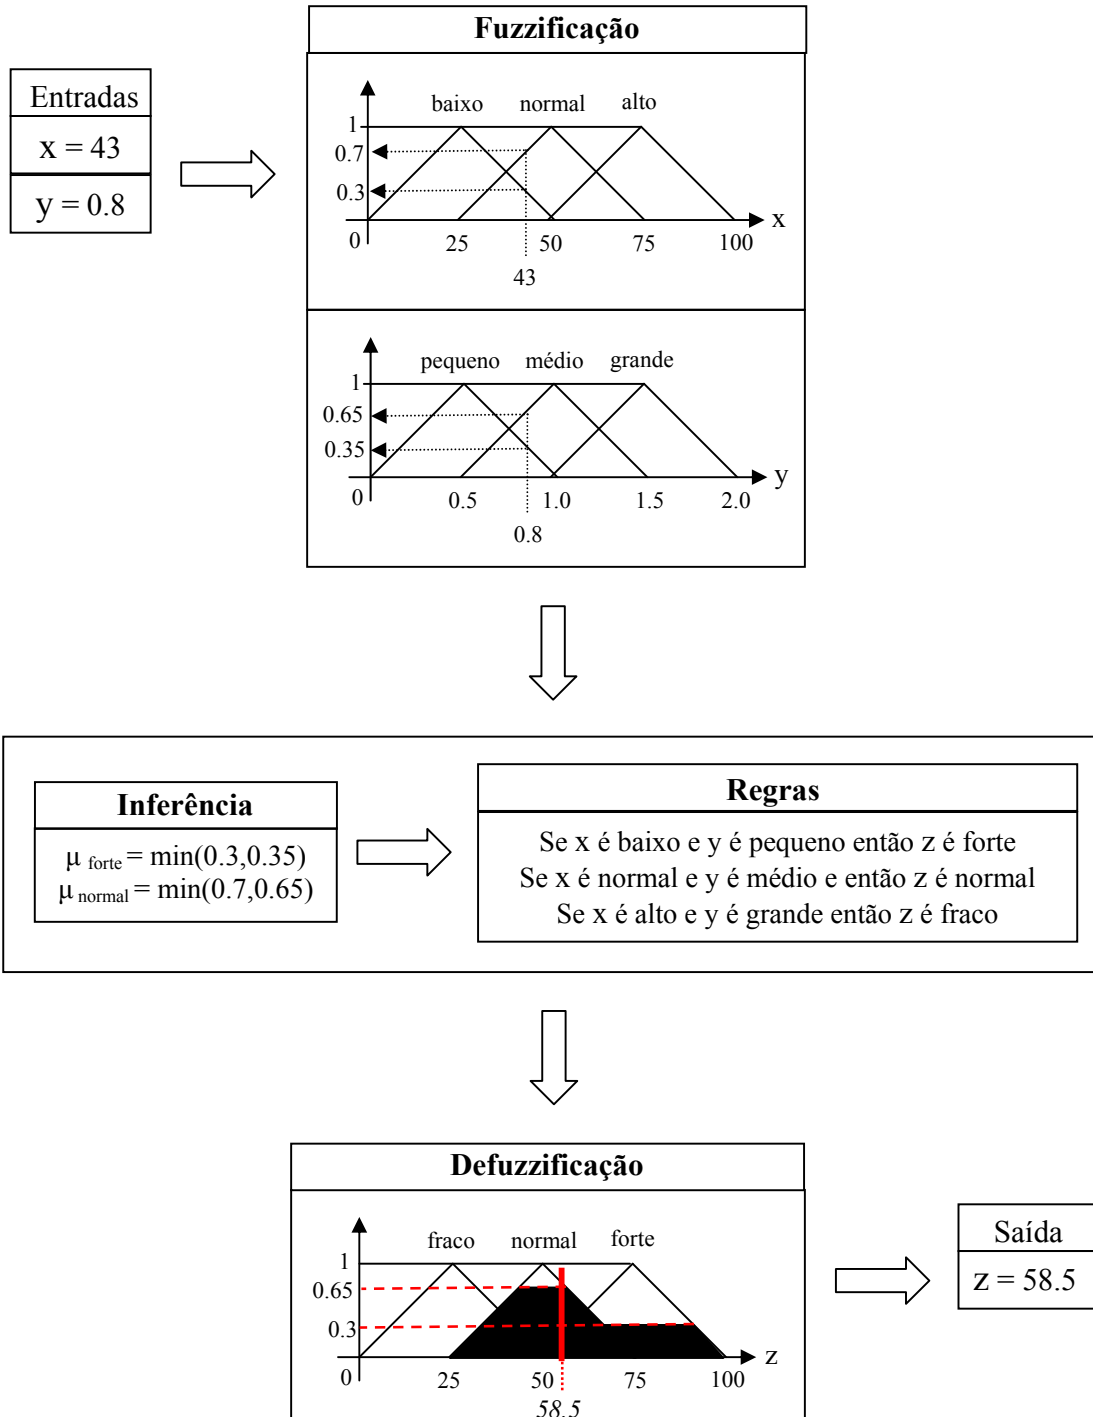 Fuzzificação
Entradas
x = 43
y = 0.8
baixo normal alto
1
0.7
0.3
0 25 50 75 100 x
43
pequeno médio grande
1
0.65
0.35
0 0.5 1.0 1.5 2.0 y
0.8
Inferência
μ forte = min(0.3,0.35)
μ normal = min(0.7,0.65)
Regras
Se x é baixo e y é pequeno então z é forte
Se x é normal e y é médio e então z é normal
Se x é alto e y é grande então z é fraco
Defuzzificação
fraco normal forte
1
0.65
0.3
0 25 50 75 100 z
58.5
Saída
z = 58.5